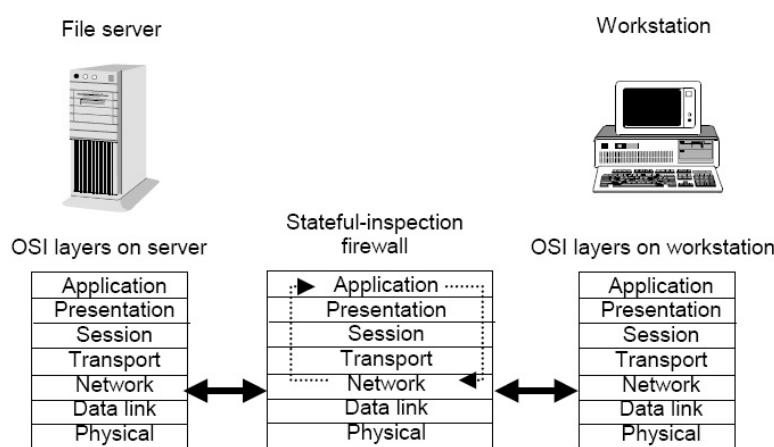 File server
Workstation
Stateful-inspection
firewall
OSI layers on server
OSI layers on workstation
Application
Presentation
Session
Transport
Network
Data link
Physical
Application
Presentation
Session
Transport
Network
Data link
Physical
Application
Presentation
Session
Transport
Network
Data link
Physical